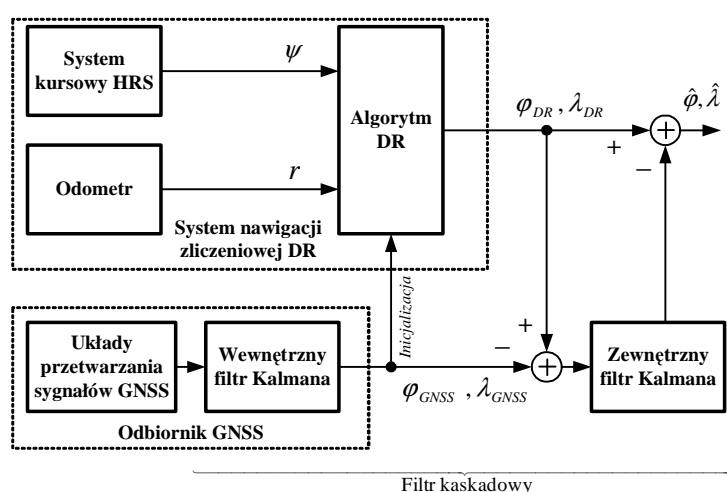 System
kursowy HRS
ψ
Algorytm
DR
φ_DR , λ_DR
φ̂, λ̂
+
+
−
Odometr
r
System nawigacji
zliczeniowej DR
Inicjalizacja
Układy
przetwarzania
sygnałów GNSS
Wewnętrzny
filtr Kalmana
−
+
+
Zewnętrzny
filtr Kalmana
φ_GNSS , λ_GNSS
Odbiornik GNSS
Filtr kaskadowy